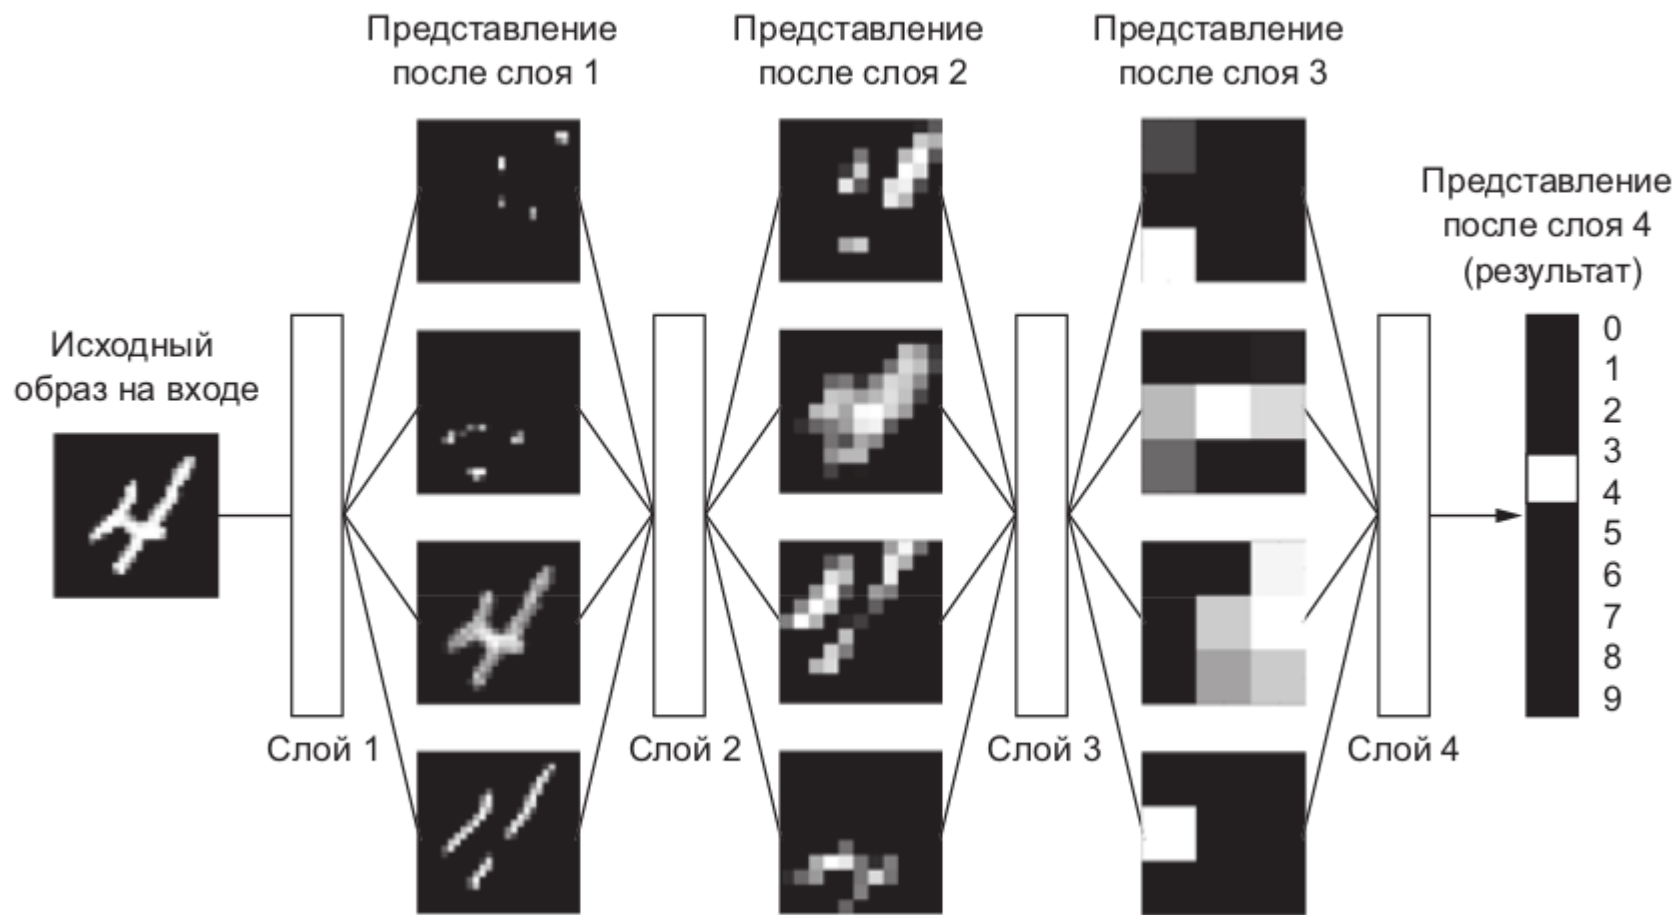 Представление
после слоя 1
Представление
после слоя 2
Представление
после слоя 3
Представление
после слоя 4
(результат)
Исходный
образ на входе
0
1
2
3
4
5
6
7
8
9
Слой 1
Слой 2
Слой 3
Слой 4